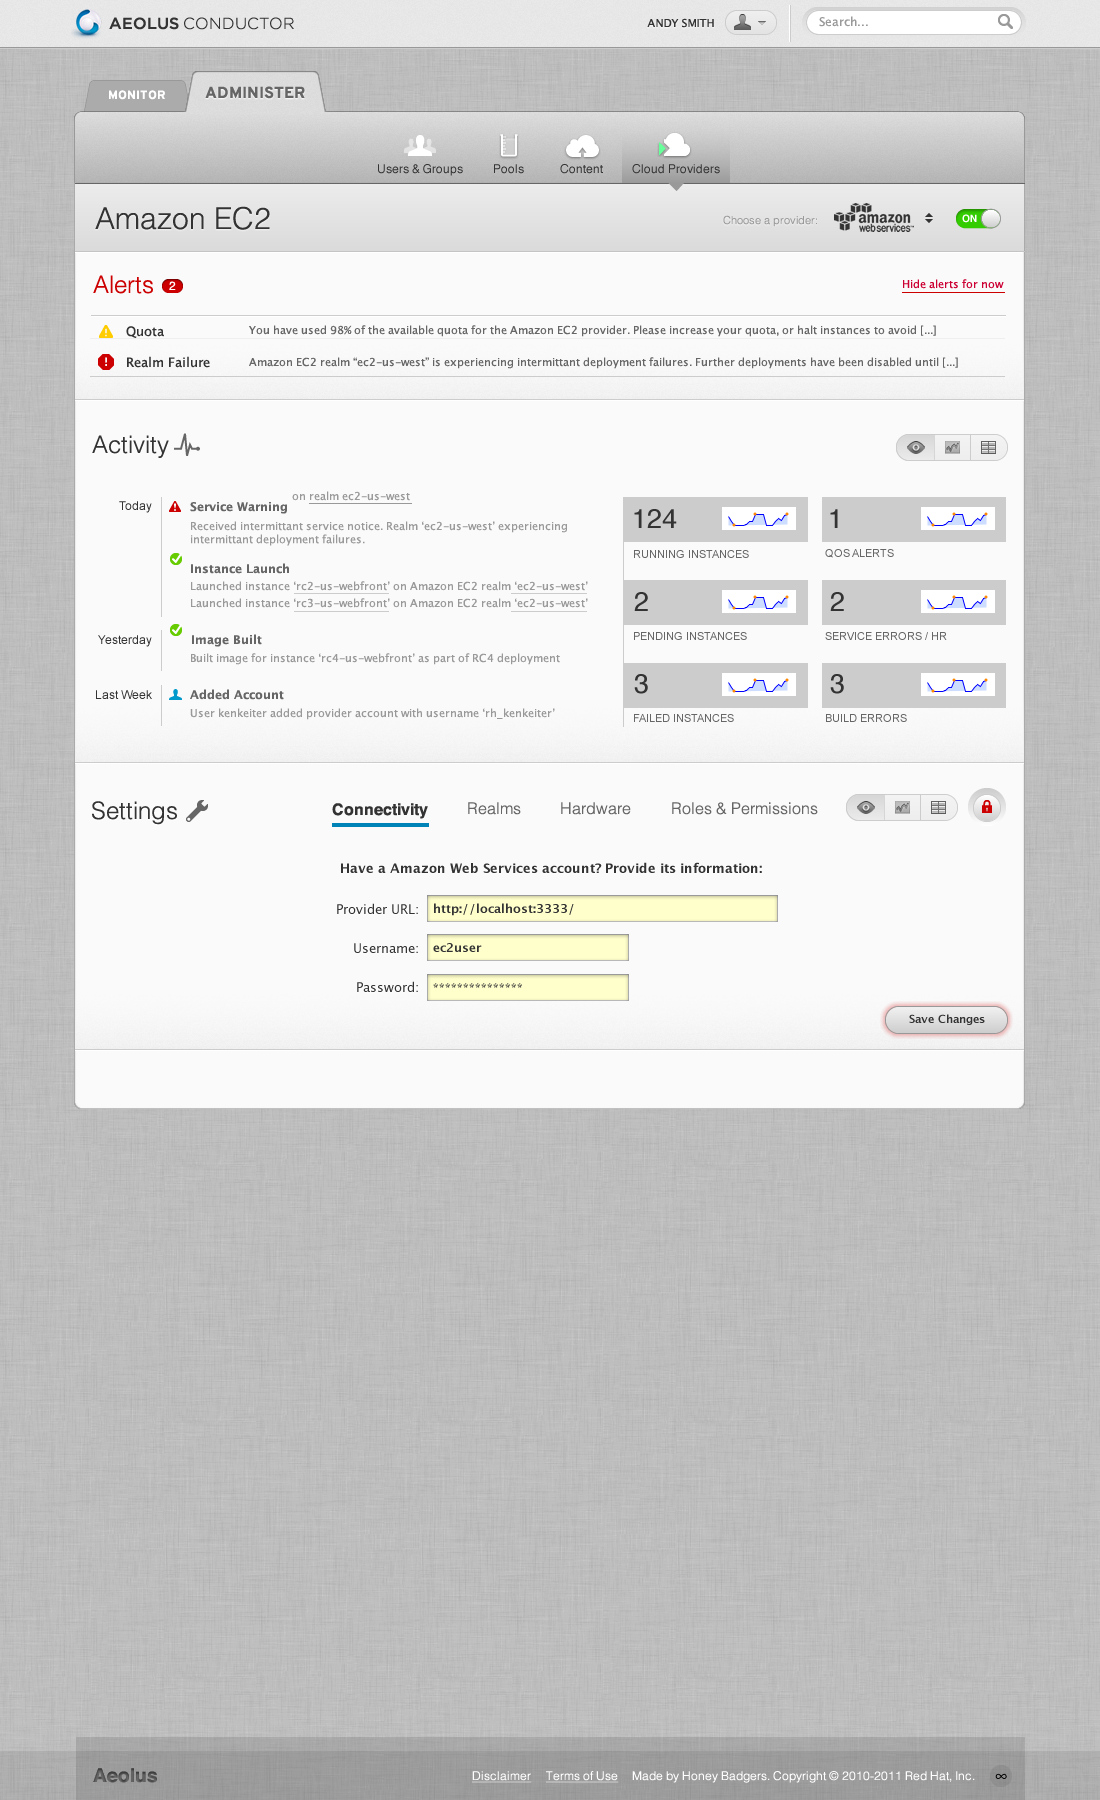 AEOLUS CONDUCTOR
ANDY SMITH
Search...
MONITOR
ADMINISTER
Users & Groups
Pools
Content
Cloud Providers
Amazon EC2
Choose a provider:
amazon
webservices™
ON
Alerts 2
Hide alerts for now
Quota
You have used 98% of the available quota for the Amazon EC2 provider. Please increase your quota, or halt instances to avoid [...]
Realm Failure
Amazon EC2 realm “ec2-us-west” is experiencing intermittant deployment failures. Further deployments have been disabled until [...]
Activity
Today
Service Warning on realm ec2-us-west
Received intermittant service notice. Realm ‘ec2-us-west’ experiencing
intermittant deployment failures.
Instance Launch
Launched instance ‘rc2-us-webfront’ on Amazon EC2 realm ‘ec2-us-west’
Launched instance ‘rc3-us-webfront’ on Amazon EC2 realm ‘ec2-us-west’
Yesterday
Image Built
Built image for instance ‘rc4-us-webfront’ as part of RC4 deployment
Last Week
Added Account
User kenkeiter added provider account with username ‘rh_kenkeiter’
124
RUNNING INSTANCES
1
QOS ALERTS
2
PENDING INSTANCES
2
SERVICE ERRORS / HR
3
FAILED INSTANCES
3
BUILD ERRORS
Settings
Connectivity
Realms
Hardware
Roles & Permissions
Have a Amazon Web Services account? Provide its information:
Provider URL: http://localhost:3333/
Username: ec2user
Password: ***************
Save Changes
Aeolus
Disclaimer
Terms of Use
Made by Honey Badgers. Copyright © 2010-2011 Red Hat, Inc.
∞